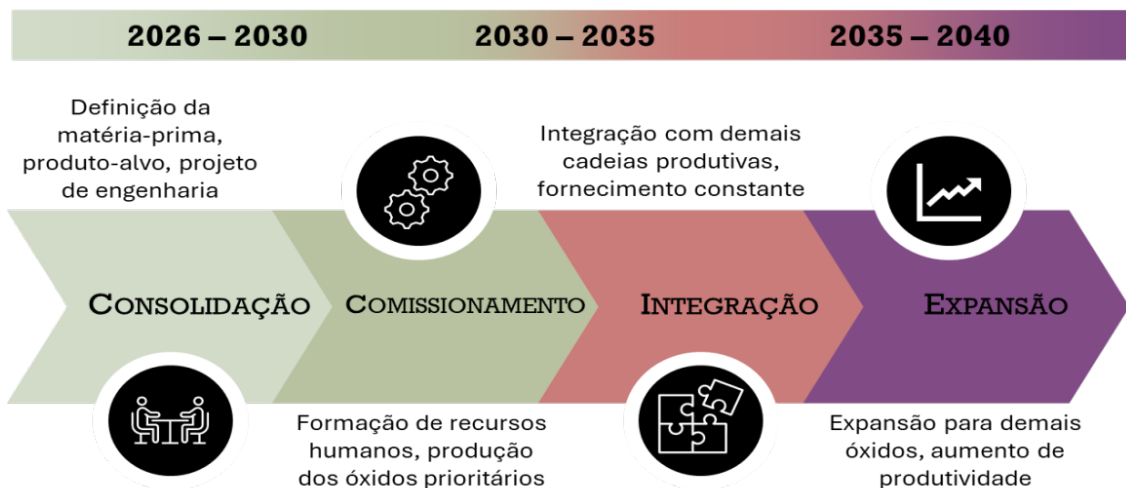 2026 – 2030
2030 – 2035
2035 – 2040
Definição da
matéria-prima,
produto-alvo, projeto
de engenharia
Integração com demais
cadeias produtivas,
fornecimento constante
CONSOLIDAÇÃO
COMISSIONAMENTO
INTEGRAÇÃO
EXPANSÃO
Formação de recursos
humanos, produção
dos óxidos prioritários
Expansão para demais
óxidos, aumento de
produtividade